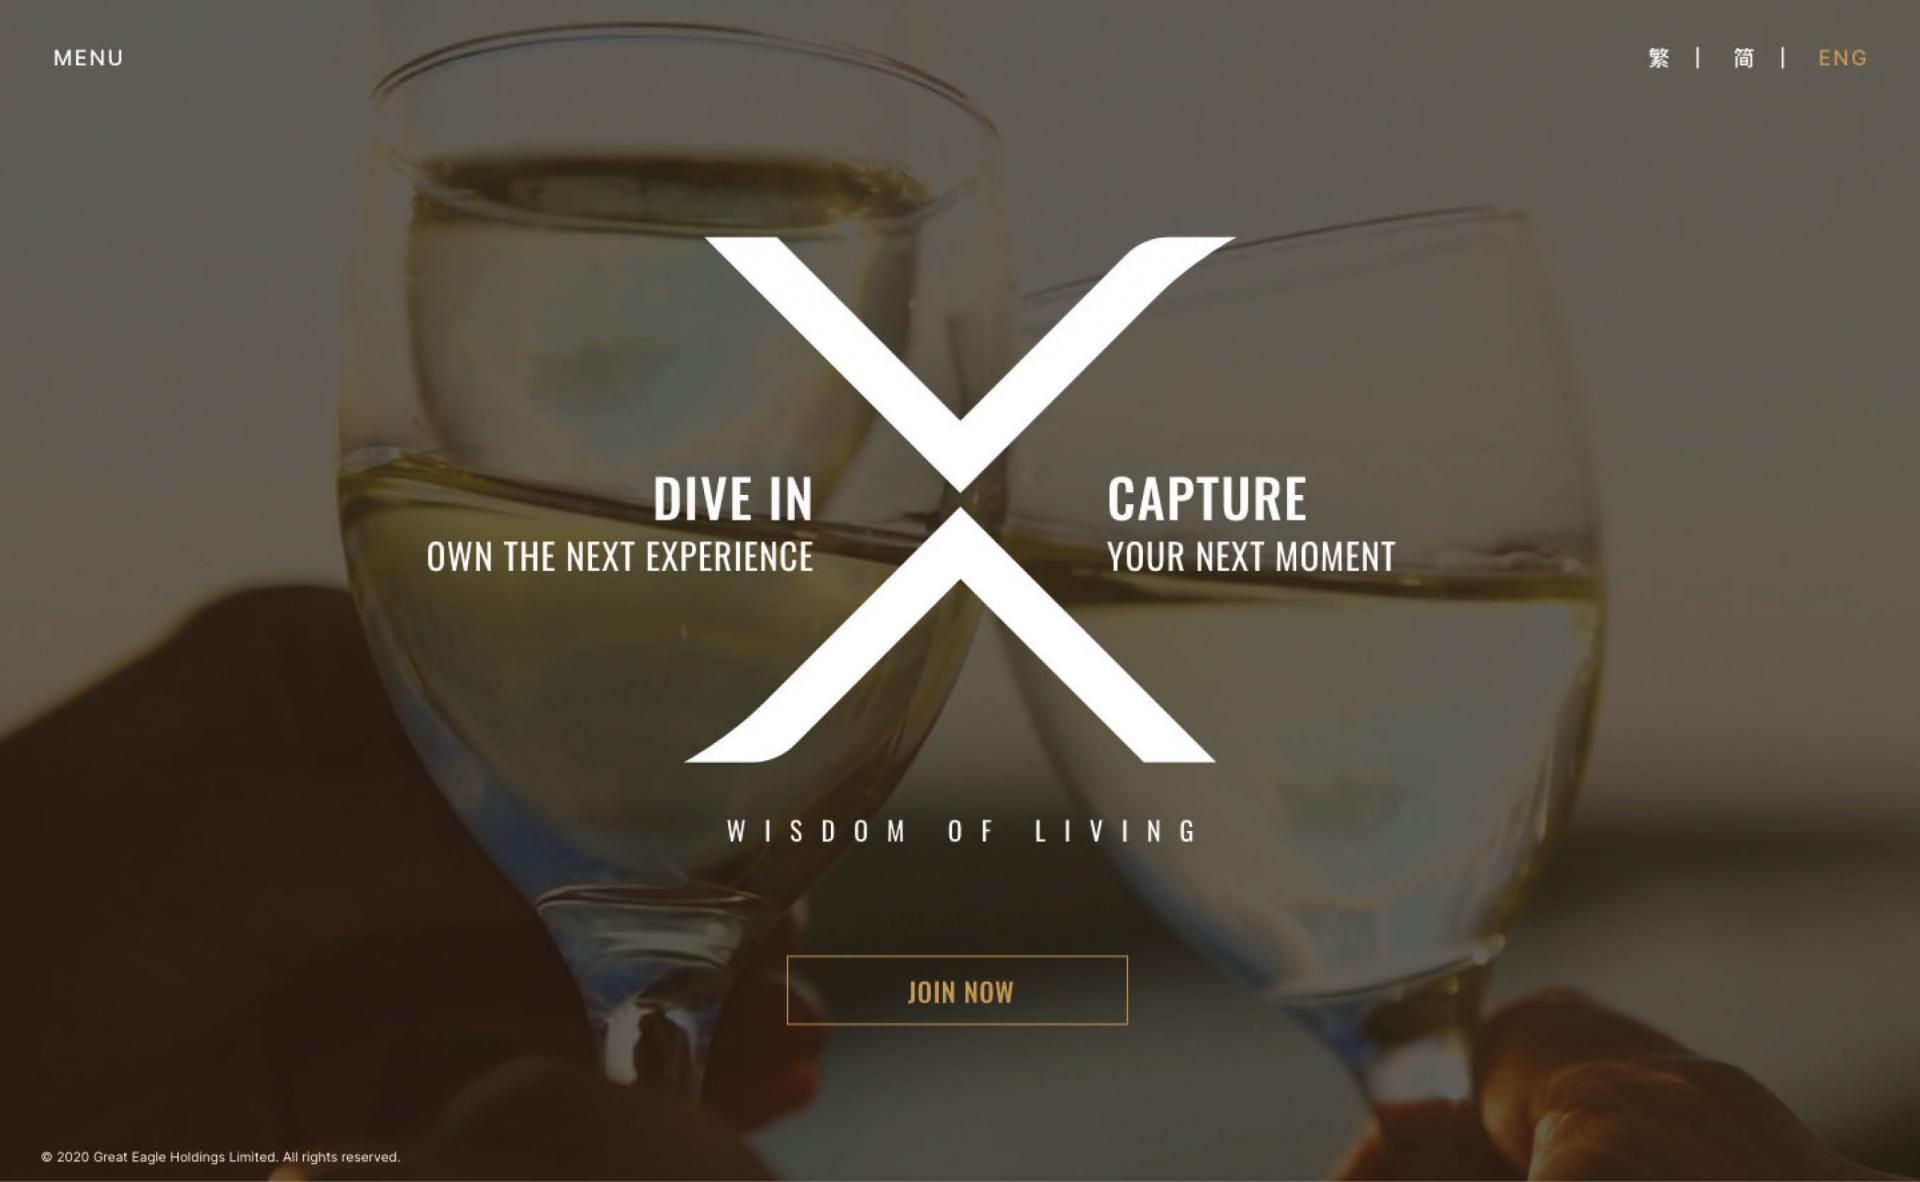 MENU
繁 | 简 | ENG
DIVE IN
OWN THE NEXT EXPERIENCE
X
CAPTURE
YOUR NEXT MOMENT
WISDOM OF LIVING
JOIN NOW
© 2020 Great Eagle Holdings Limited. All rights reserved.